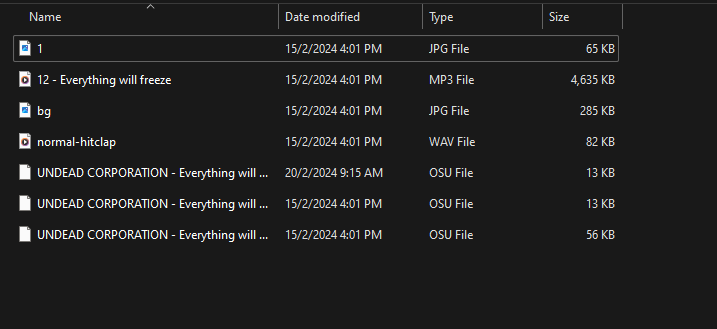 Name Date modified Type Size
1 15/2/2024 4:01 PM JPG File 65 KB
12 - Everything will freeze 15/2/2024 4:01 PM MP3 File 4,635 KB
bg 15/2/2024 4:01 PM JPG File 285 KB
normal-hitclap 15/2/2024 4:01 PM WAV File 82 KB
UNDEAD CORPORATION - Everything will ... 20/2/2024 9:15 AM OSU File 13 KB
UNDEAD CORPORATION - Everything will ... 15/2/2024 4:01 PM OSU File 13 KB
UNDEAD CORPORATION - Everything will ... 15/2/2024 4:01 PM OSU File 56 KB